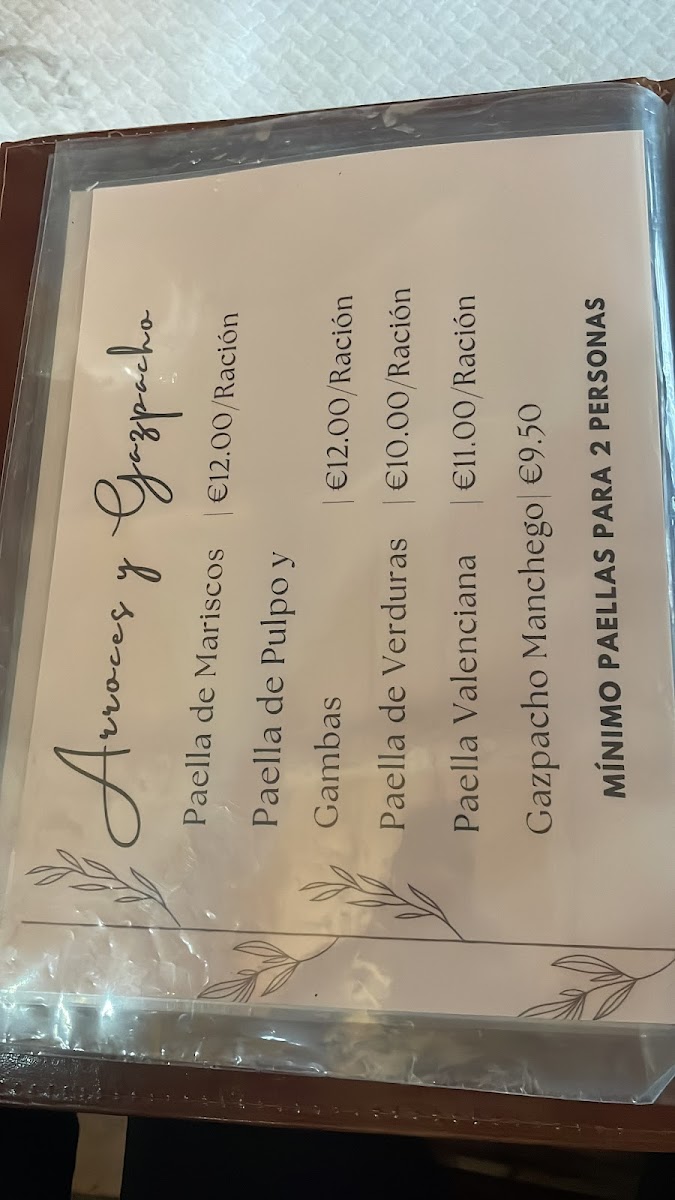 Arroces y Gazpacho
Paella de Mariscos | €12.00/Ración
Paella de Pulpo y
Gambas | €12.00/Ración
Paella de Verduras | €10.00/Ración
Paella Valenciana | €11.00/Ración
Gazpacho Manchego| €9.50
MÍNIMO PAELLAS PARA 2 PERSONAS